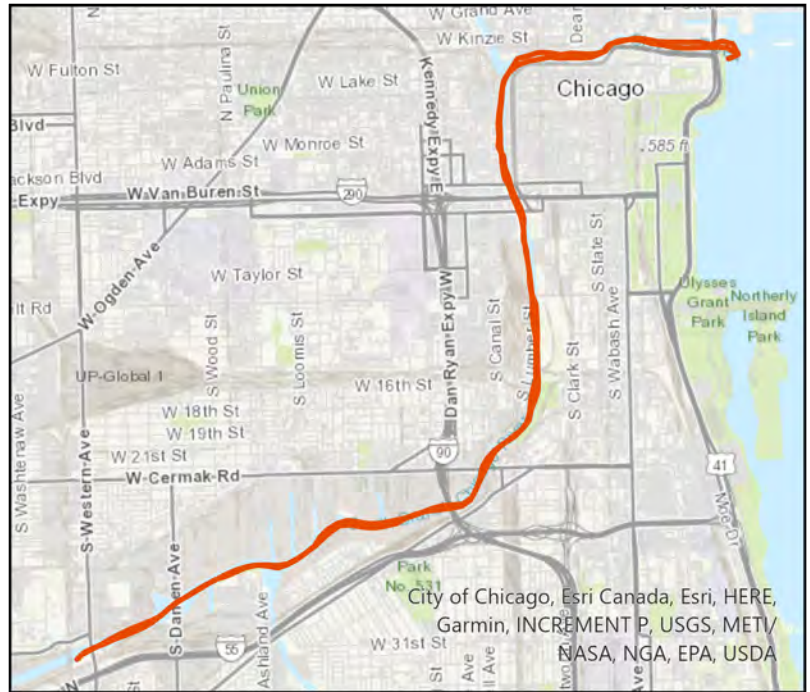 W Grand Ave
Dear
W Kinzie St
W Fulton St
N Paulina St
W Lake St
Union
Park
Kennedy Expy E
Chicago
Blvd
W Monroe St
W Adams St
.585 ft
ackson Blvd
Expy
W Van Buren St
290
W-Ogden-Ave
W Taylor St
S State St
S Wabash Ave
Ulysses
Grant
Park
Northerly
Island
Park
lt Rd
S Wood St
S Loomis St
Dan Ryan Expy W
S Canal St
S Lumber St
S Clark St
UP-Global 1
W 16th St
S Washtenaw Ave
S-Western-Ave
W 18th St
W 19th St
W 21st St
W-Cermak-Rd
90
41
S-Damen-Ave
Ashland Ave
Park
No. 531
W 31st St
55
City of Chicago, Esri Canada, Esri, HERE,
Garmin, INCREMENT P, USGS, METI/
NASA, NGA, EPA, USDA